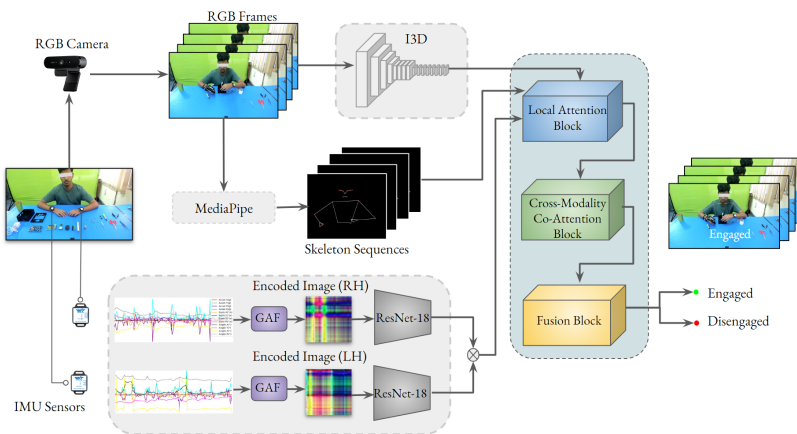 RGB Frames
RGB Camera
I3D
Local Attention
Block
MediaPipe
Cross-Modality
Co-Attention
Block
Engaged
Skeleton Sequences
Encoded Image (RH)
GAF
ResNet-18
Fusion Block
Engaged
Disengaged
Encoded Image (LH)
GAF
ResNet-18
IMU Sensors